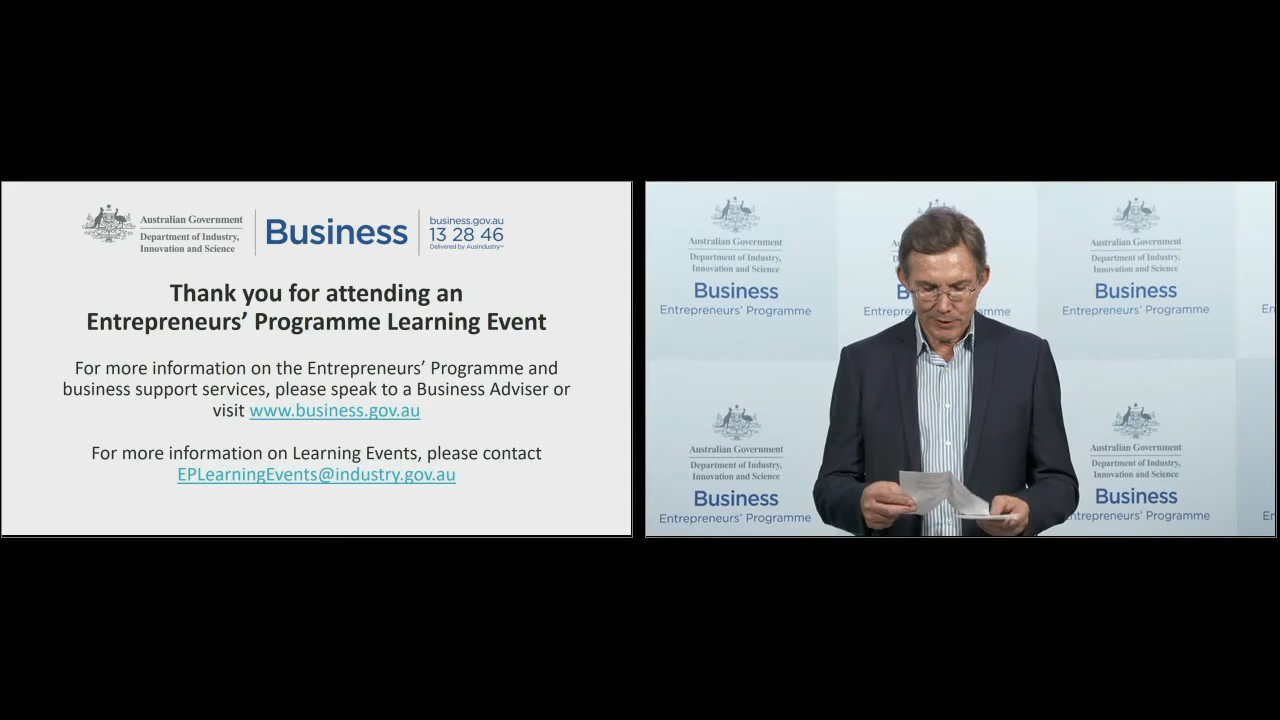 Australian Government
Department of Industry,
Innovation and Science
Business
business.gov.au
13 28 46
Delivered by AusIndustry™
Thank you for attending an
Entrepreneurs’ Programme Learning Event
For more information on the Entrepreneurs’ Programme and
business support services, please speak to a Business Adviser or
visit www.business.gov.au
For more information on Learning Events, please contact
EPLearningEvents@industry.gov.au
Australian Government
Department of Industry,
Innovation and Science
Business
Entrepreneurs’ Programme
Australian Government
Department of Industry,
Innovation and Science
Business
Entrepreneurs’ Programme
Australian Government
Department of Industry,
Innovation and Science
Business
Entrepreneurs’ Programme
Australian Government
Department of Industry,
Innovation and Science
Business
Entrepreneurs’ Programme